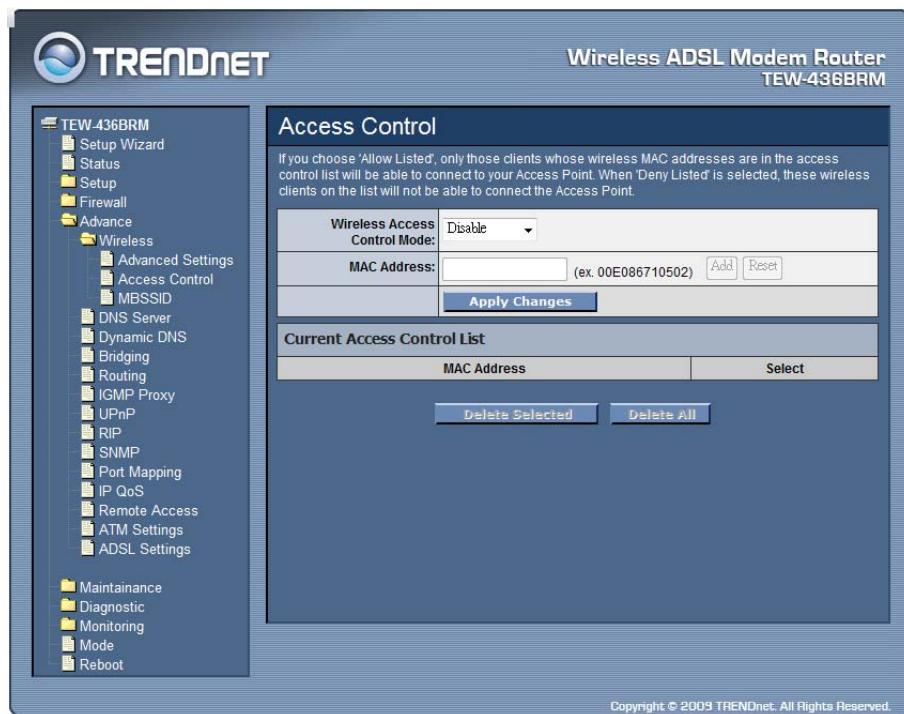 TRENDNET
Wireless ADSL Modem Router
TEW-436BRM
TEW-436BRM
Setup Wizard
Status
Setup
Firewall
Advance
Wireless
Advanced Settings
Access Control
MBSSID
DNS Server
Dynamic DNS
Bridging
Routing
IGMP Proxy
UPnP
RIP
SNMP
Port Mapping
IP QoS
Remote Access
ATM Settings
ADSL Settings
Maintainance
Diagnostic
Monitoring
Mode
Reboot
Access Control
If you choose 'Allow Listed', only those clients whose wireless MAC addresses are in the access
control list will be able to connect to your Access Point. When 'Deny Listed' is selected, these wireless
clients on the list will not be able to connect the Access Point.
Wireless Access
Control Mode:
Disable
MAC Address:
(ex. 00E086710502)
Add
Reset
Apply Changes
Current Access Control List
MAC Address
Select
Delete Selected
Delete All
Copyright © 2009 TRENDnet. All Rights Reserved.